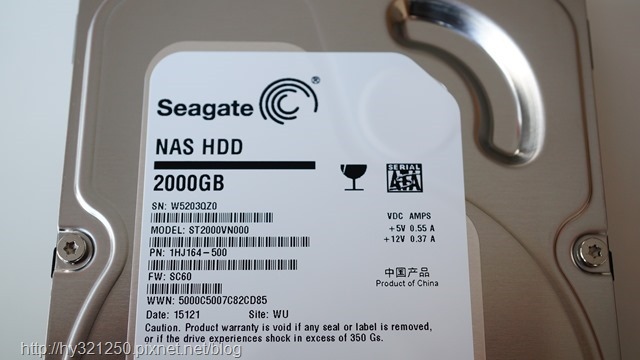 Seagate®
NAS HDD
2000GB
SERIAL
ATA
SN: W5203QZ0
MODEL: ST2000VN000
PN: 1HJ164-500
FW: SC60
WWN: 5000C5007C82CD85
VDC AMPS
+5V 0.55 A
+12V 0.37 A
中国产品
Product of China
Date: 15121 Site: WU
Caution. Product warranty is void if any seal or label is removed,
or if the drive experiences shock in excess of 350 Gs.
http://hy321250.pixnet.net/blog